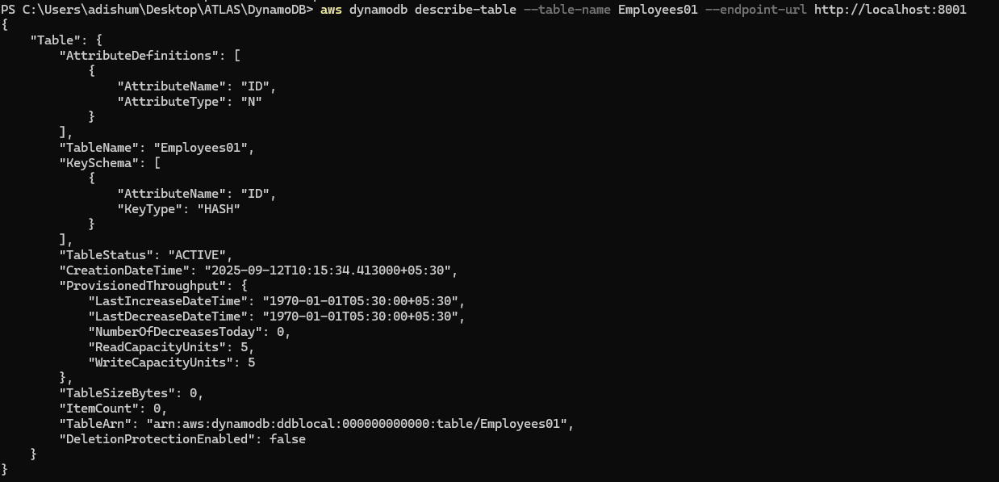 PS C:\Users\adishum\Desktop\ATLAS\DynamoDB> aws dynamodb describe-table --table-name Employees01 --endpoint-url http://localhost:8001
{
    "Table": {
        "AttributeDefinitions": [
            {
                "AttributeName": "ID",
                "AttributeType": "N"
            }
        ],
        "TableName": "Employees01",
        "KeySchema": [
            {
                "AttributeName": "ID",
                "KeyType": "HASH"
            }
        ],
        "TableStatus": "ACTIVE",
        "CreationDateTime": "2025-09-12T10:15:34.413000+05:30",
        "ProvisionedThroughput": {
            "LastIncreaseDateTime": "1970-01-01T05:30:00+05:30",
            "LastDecreaseDateTime": "1970-01-01T05:30:00+05:30",
            "NumberOfDecreasesToday": 0,
            "ReadCapacityUnits": 5,
            "WriteCapacityUnits": 5
        },
        "TableSizeBytes": 0,
        "ItemCount": 0,
        "TableArn": "arn:aws:dynamodb:ddblocal:000000000000:table/Employees01",
        "DeletionProtectionEnabled": false
    }
}